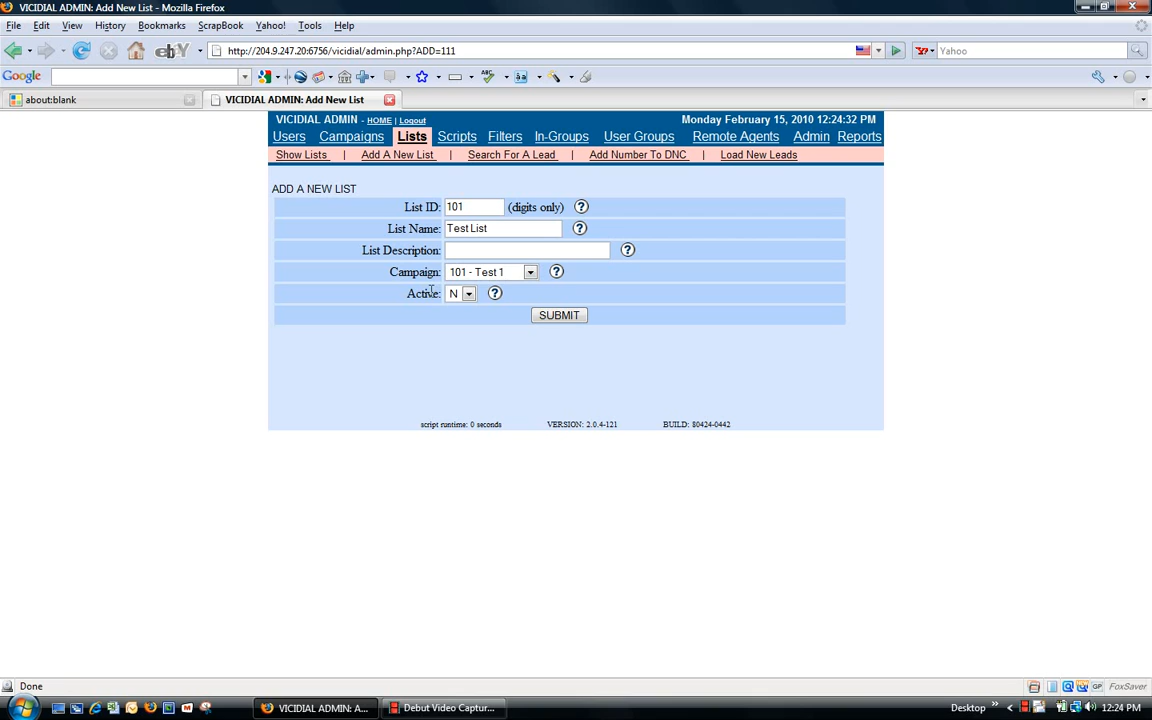 VICIDIAL ADMIN: Add New List - Mozilla Firefox
File Edit View History Bookmarks ScrapBook Yahoo! Tools Help
ebY http://204.9.247.20:6756/vicidial/admin.php?ADD=111 Yahoo
Google
about:blank VICIDIAL ADMIN: Add New List
VICIDIAL ADMIN - HOME | Logout Monday February 15, 2010 12:24:32 PM
Users Campaigns Lists Scripts Filters In-Groups User Groups Remote Agents Admin Reports
Show Lists | Add A New List | Search For A Lead | Add Number To DNC | Load New Leads
ADD A NEW LIST
List ID: 101 (digits only) ?
List Name: Test List ?
List Description: ?
Campaign: 101 - Test 1 ?
Active: N ?
SUBMIT
script runtime: 0 seconds VERSION: 2.0.4-121 BUILD: 80424-0442
Done FoxSaver
VICIDIAL ADMIN: A... Debut Video Captur... Desktop 12:24 PM